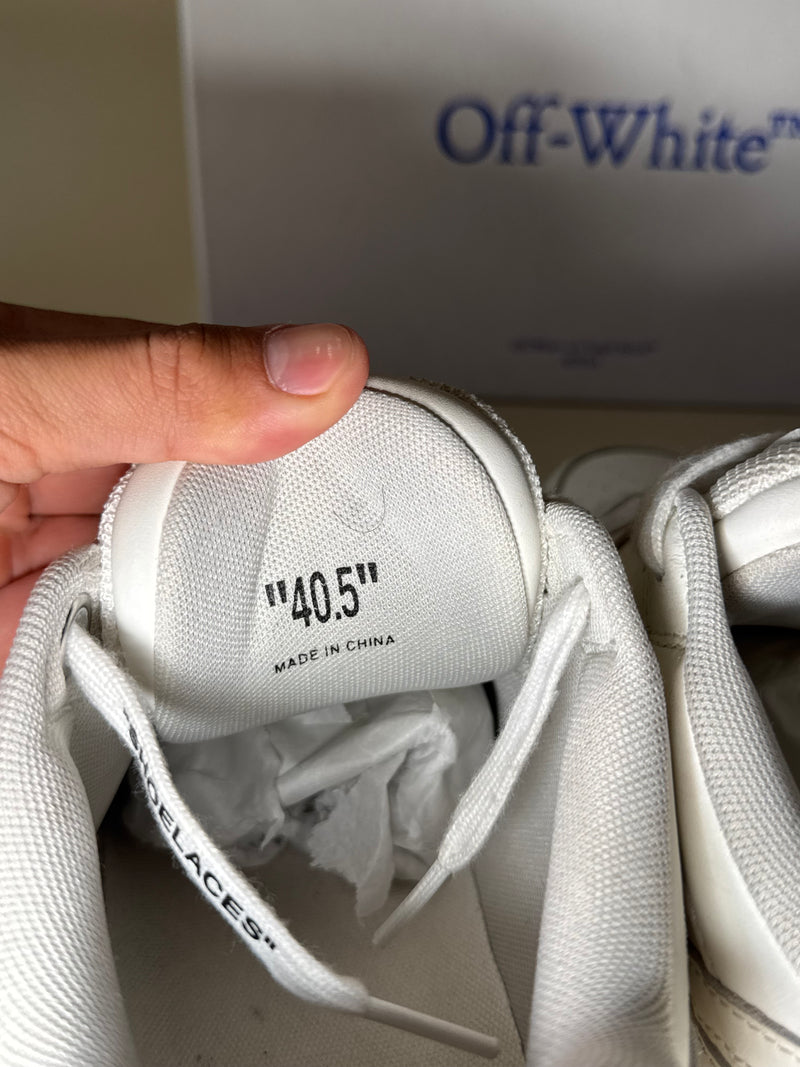 Off-White™
"40.5"
MADE IN CHINA
"SHOELACES"